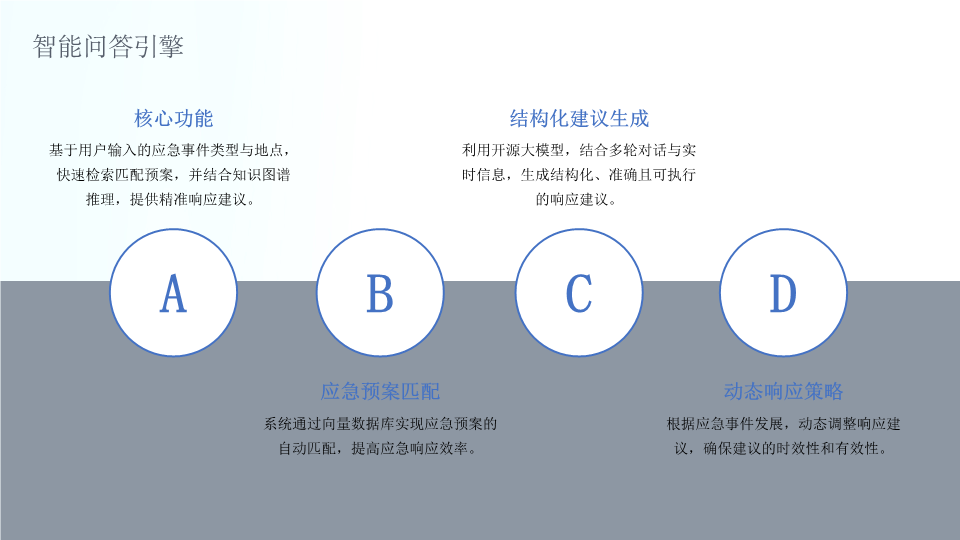 智能问答引擎
核心功能
基于用户输入的应急事件类型与地点，
快速检索匹配预案，并结合知识图谱
推理，提供精准响应建议。
结构化建议生成
利用开源大模型，结合多轮对话与实
时信息，生成结构化、准确且可执行
的响应建议。
A
B
C
D
应急预案匹配
系统通过向量数据库实现应急预案的
自动匹配，提高应急响应效率。
动态响应策略
根据应急事件发展，动态调整响应建
议，确保建议的时效性和有效性。